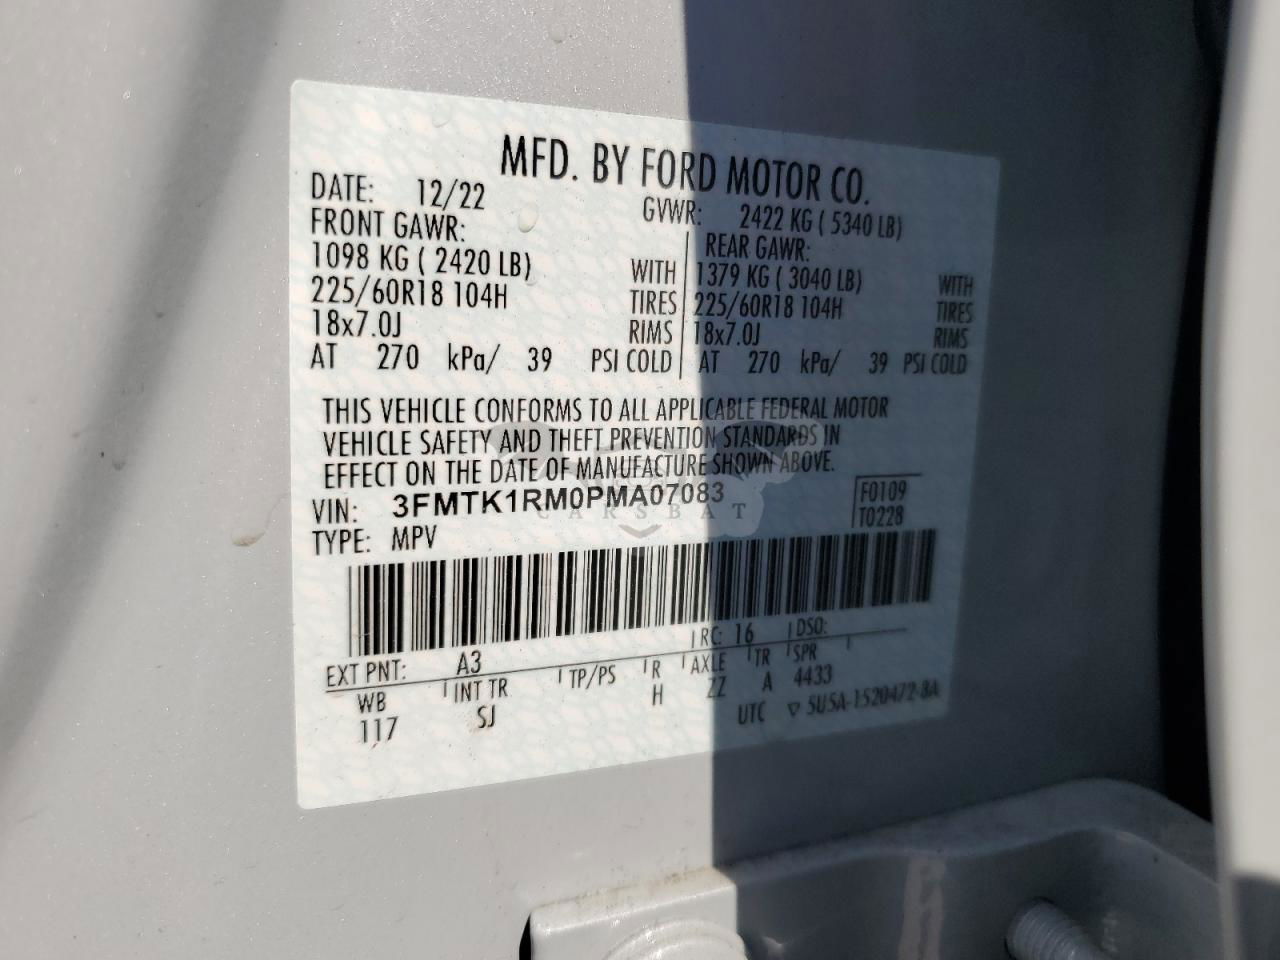 MFD. BY FORD MOTOR CO.
DATE: 12/22 GVWR: 2422 KG ( 5340 LB)
FRONT GAWR: REAR GAWR:
1098 KG ( 2420 LB) WITH 1379 KG ( 3040 LB) WITH
225/60R18 104H TIRES 225/60R18 104H TIRES
18x7.0J RIMS 18x7.0J RIMS
AT 270 kPa/ 39 PSI COLD AT 270 kPa/ 39 PSI COLD
THIS VEHICLE CONFORMS TO ALL APPLICABLE FEDERAL MOTOR
VEHICLE SAFETY AND THEFT PREVENTION STANDARDS IN
EFFECT ON THE DATE OF MANUFACTURE SHOWN ABOVE.
VIN: 3FMTK1RM0PMA07083 F0109
CARSBAT
TYPE: MPV T0228
EXT PNT: A3 RC: 16 DSO:
WB INT TR TP/PS R AXLE TR SPR
117 SJ H ZZ A 4433
UTC ▽ 5U5A-1520472-BA